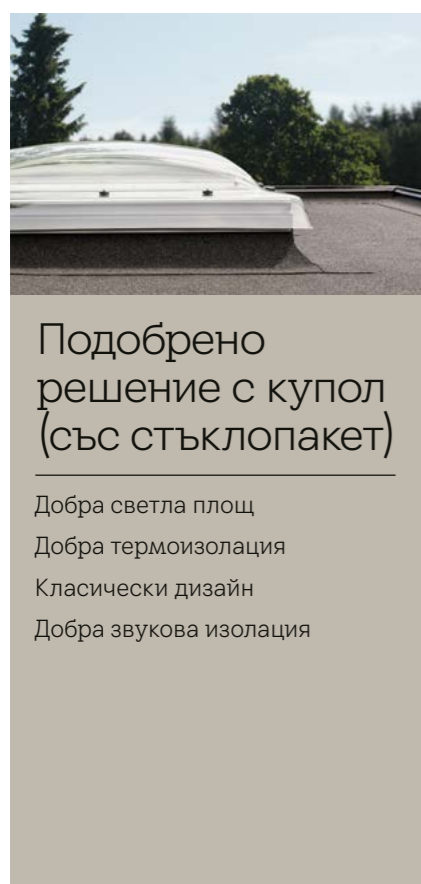 Подобрено
решение с купол
(със стъклопакет)
Добра светла площ
Добра термоизолация
Класически дизайн
Добра звукова изолация